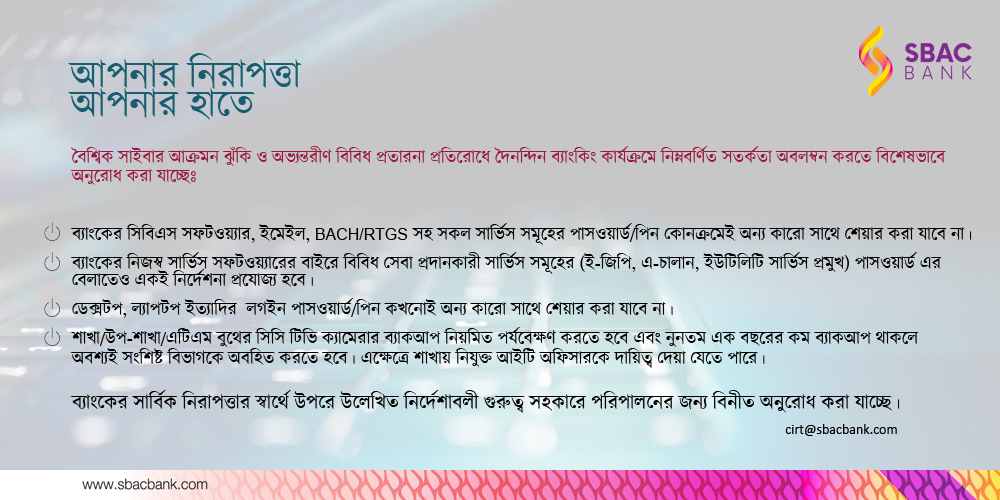 SBAC
BANK
আপনার নিরাপত্তা
আপনার হাতে
বৈশ্বিক সাইবার আক্রমন ঝুঁকি ও অভ্যন্তরীণ বিবিধ প্রতারনা প্রতিরোধে দৈনন্দিন ব্যাংকিং কার্যক্রমে নিম্নবর্ণিত সতর্কতা অবলম্বন করতে বিশেষভাবে
অনুরোধ করা যাচ্ছেঃ
ব্যাংকের সিবিএস সফটওয়্যার, ইমেইল, BACH/RTGS সহ সকল সার্ভিস সমূহের পাসওয়ার্ড/পিন কোনক্রমেই অন্য কারো সাথে শেয়ার করা যাবে না।
ব্যাংকের নিজস্ব সার্ভিস সফটওয়্যারের বাইরে বিবিধ সেবা প্রদানকারী সার্ভিস সমূহের (ই-জিপি, এ-চালান, ইউটিলিটি সার্ভিস প্রমুখ) পাসওয়ার্ড এর
বেলাতেও একই নির্দেশনা প্রযোজ্য হবে।
ডেক্সটপ, ল্যাপটপ ইত্যাদির লগইন পাসওয়ার্ড/পিন কখনোই অন্য কারো সাথে শেয়ার করা যাবে না।
শাখা/উপ-শাখা/এটিএম বুথের সিসি টিভি ক্যামেরার ব্যাকআপ নিয়মিত পর্যবেক্ষণ করতে হবে এবং নুনতম এক বছরের কম ব্যাকআপ থাকলে
অবশ্যই সংশিষ্ট বিভাগকে অবহিত করতে হবে। এক্ষেত্রে শাখায় নিযুক্ত আইটি অফিসারকে দায়িত্ব দেয়া যেতে পারে।
ব্যাংকের সার্বিক নিরাপত্তার স্বার্থে উপরে উলেখিত নির্দেশাবলী গুরুত্ব সহকারে পরিপালনের জন্য বিনীত অনুরোধ করা যাচ্ছে।
cirt@sbacbank.com
www.sbacbank.com